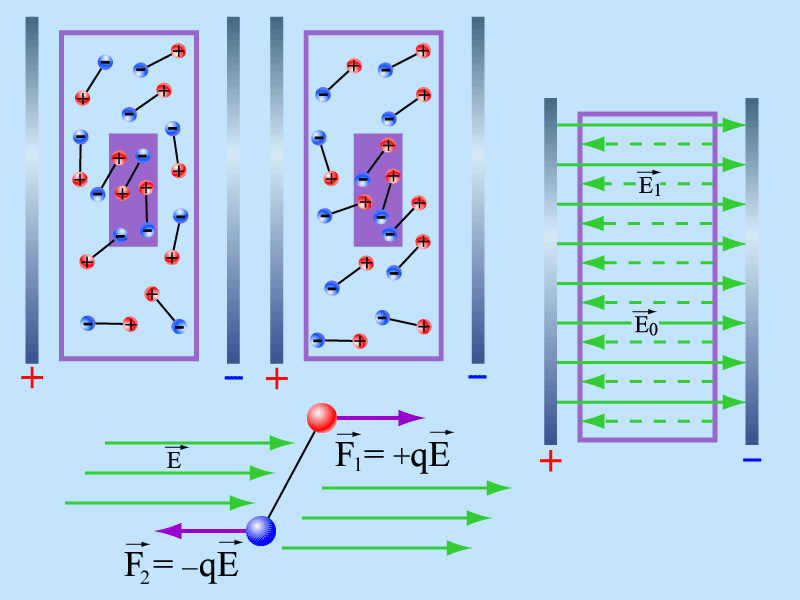 + − + −
E₁
E₀
+ −
E
F₁ = +qE
F₂ = −qE